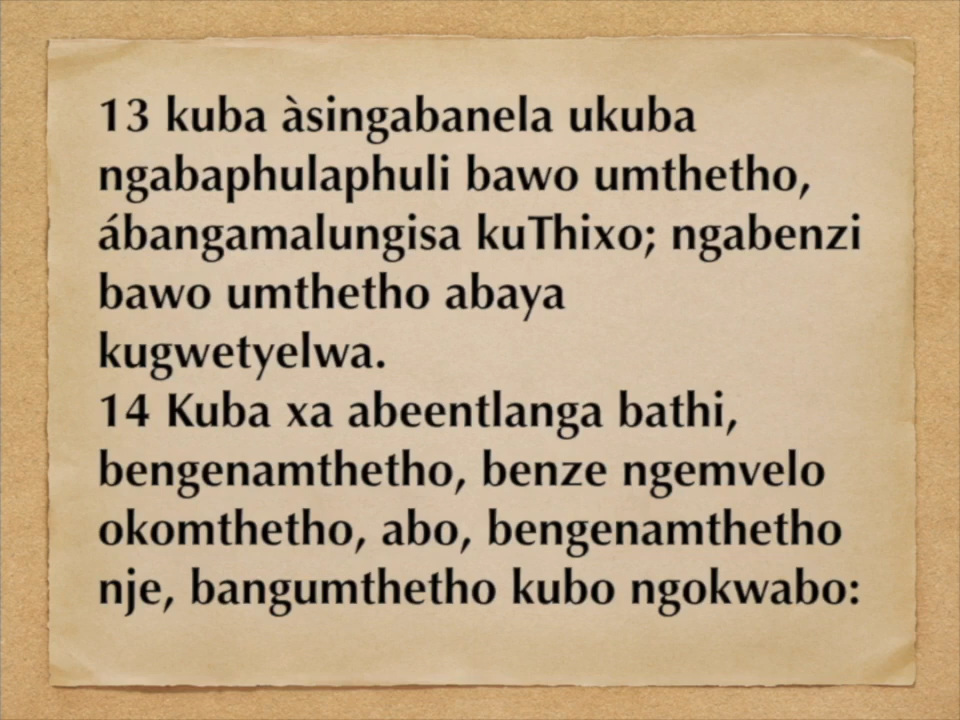 13 kuba àsingabanela ukuba
ngabaphulaphuli bawo umthetho,
ábangamalungisa kuThixo; ngabenzi
bawo umthetho abaya
kugwetyelwa.
14 Kuba xa abeentlanga bathi,
bengenamthetho, benze ngemvelo
okomthetho, abo, bengenamthetho
nje, bangumthetho kubo ngokwabo: